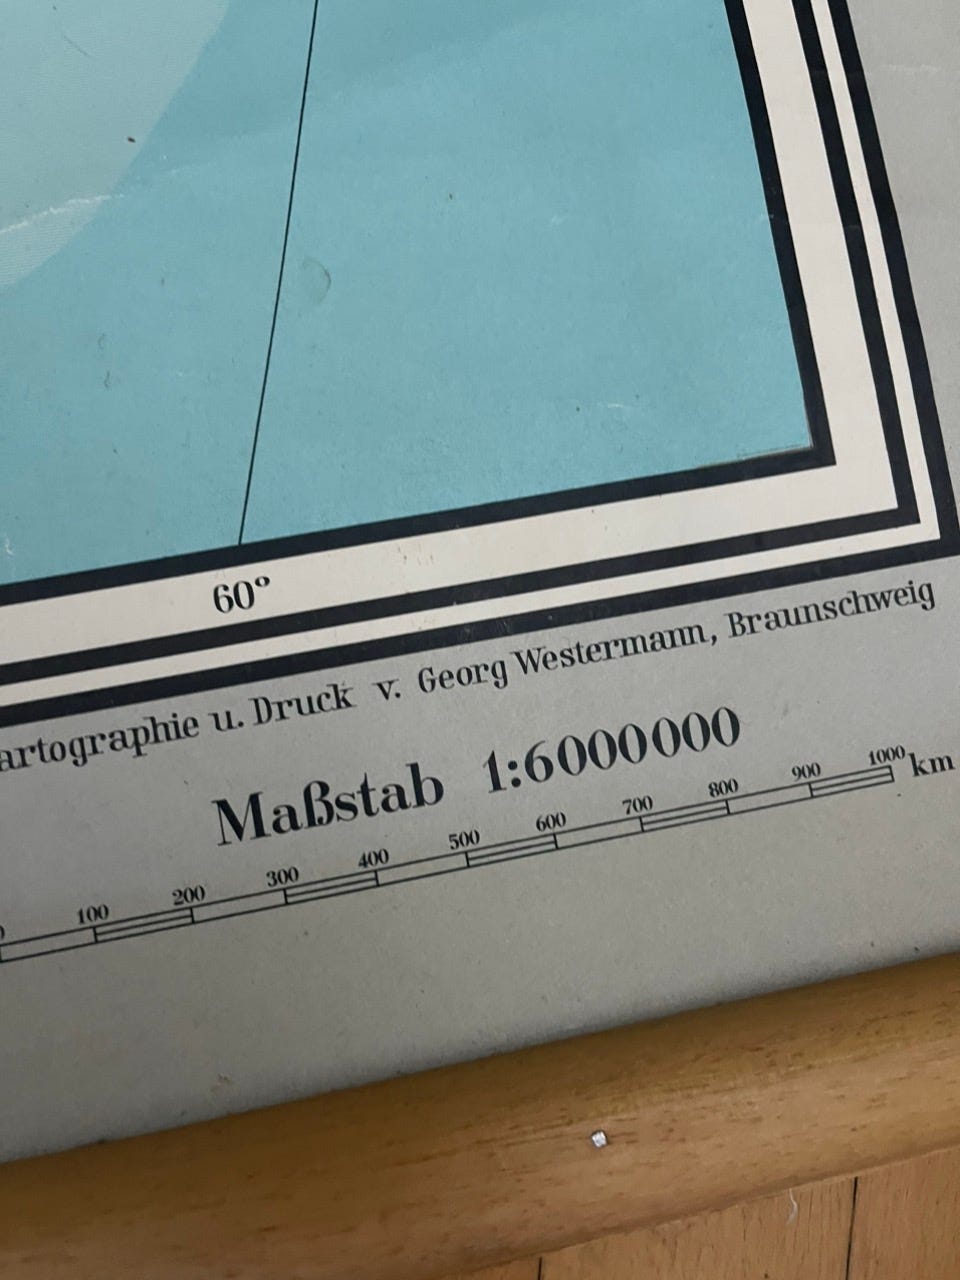 60°
artographie u. Druck v. Georg Westermann, Braunschweig
Maßstab 1:6000000
0 100 200 300 400 500 600 700 800 900 1000 km